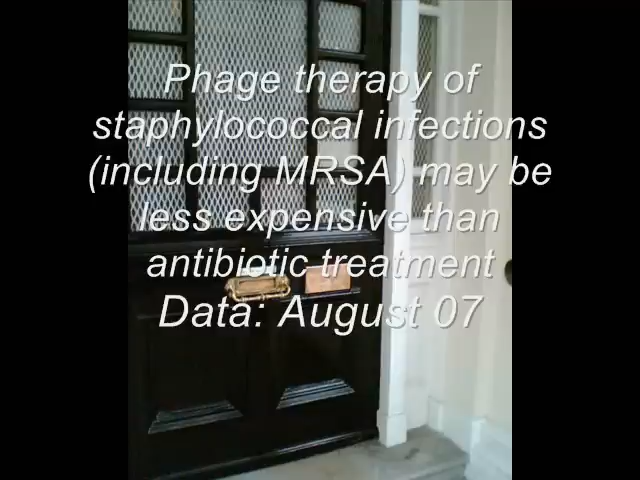 Phage therapy of
staphylococcal infections
(including MRSA) may be
less expensive than
antibiotic treatment
Data: August 07